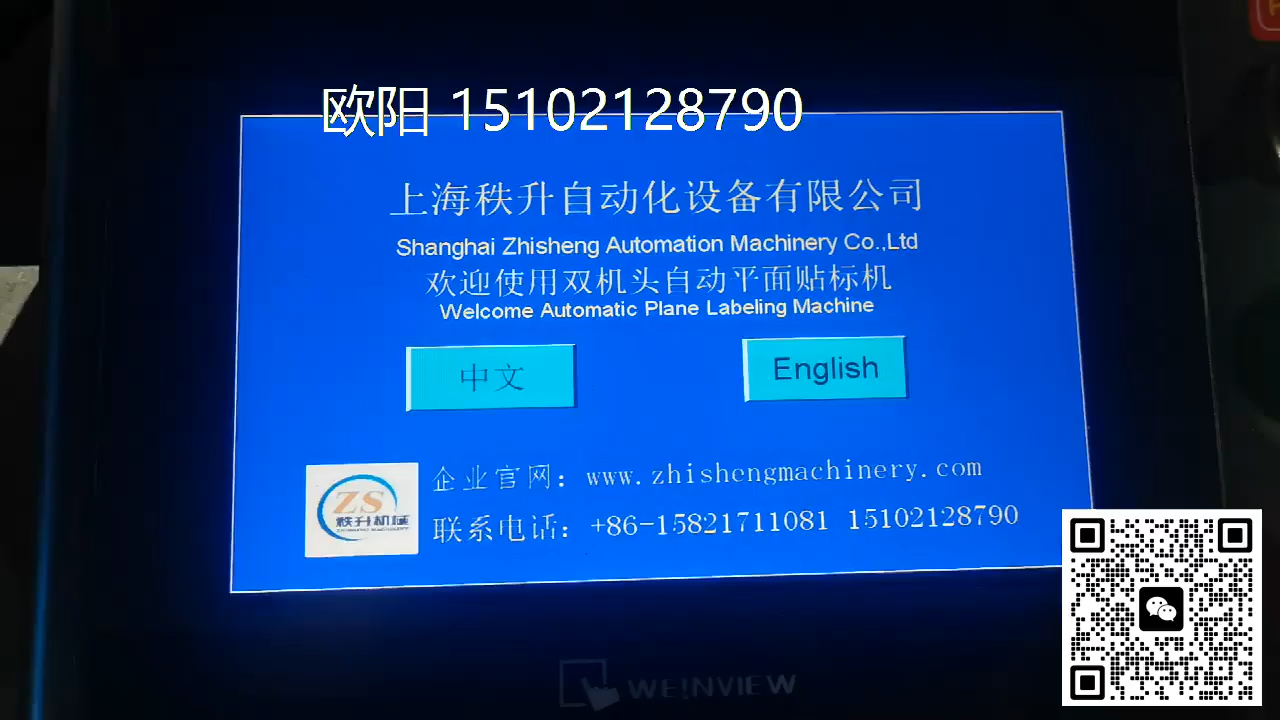 欧阳 15102128790
上海秩升自动化设备有限公司
Shanghai Zhisheng Automation Machinery Co.,Ltd
欢迎使用双机头自动平面贴标机
Welcome Automatic Plane Labeling Machine
中文
English
企业官网：www.zhishengmachinery.com
ZS
秩升机械
联系电话：+86-15821711081 15102128790
WEINVIEW